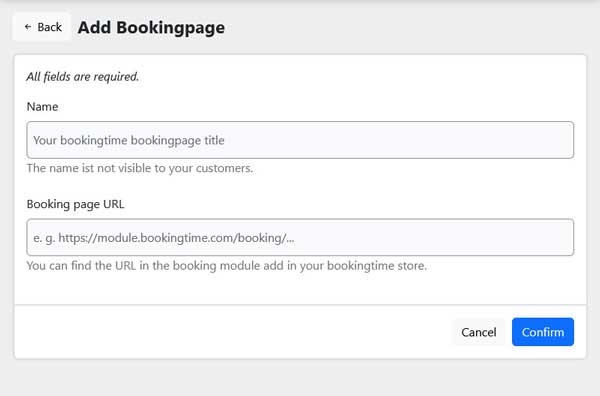 ← Back
Add Bookingpage
All fields are required.
Name
Your bookingtime bookingpage title
The name ist not visible to your customers.
Booking page URL
e. g. https://module.bookingtime.com/booking/...
You can find the URL in the booking module add in your bookingtime store.
Cancel
Confirm